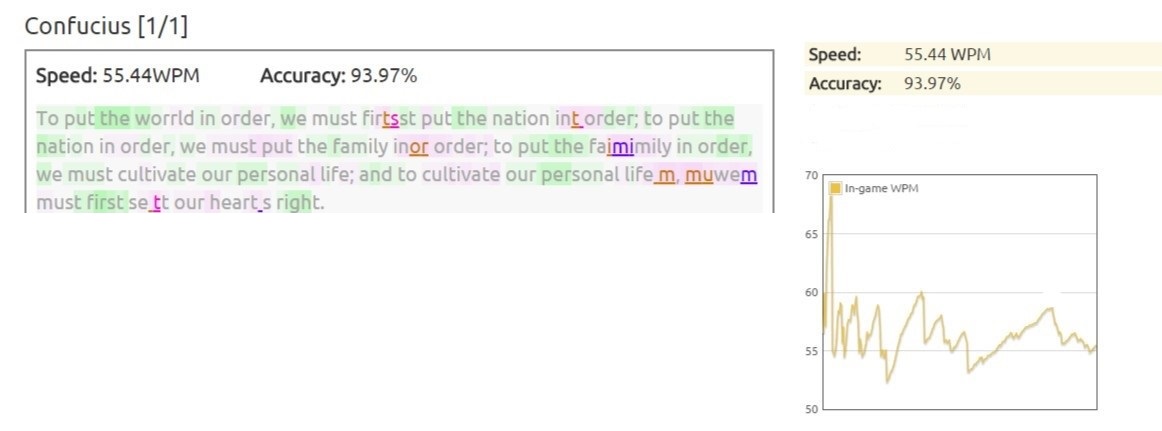 Confucius [1/1]
Speed: 55.44WPM Accuracy: 93.97%
To put the worrld in order, we must firtsst put the nation int order; to put the
nation in order, we must put the family inor order; to put the faimimily in order,
we must cultivate our personal life; and to cultivate our personal life m, muwem
must first se tt our heart s right.
Speed: 55.44 WPM
Accuracy: 93.97%
70
In-game WPM
65
60
55
50